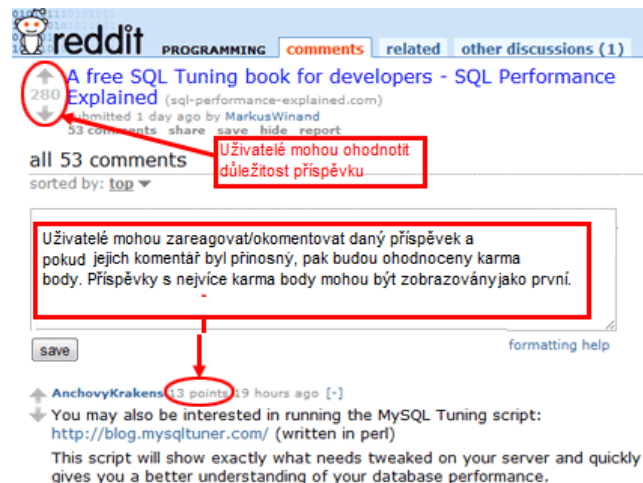 reddit PROGRAMMING comments related other discussions (1)
A free SQL Tuning book for developers - SQL Performance
280 Explained (sql-performance-explained.com)
submitted 1 day ago by MarkusWinand
53 comments share save hide report
Uživatelé mohou ohodnotit
důležitost příspěvku
all 53 comments
sorted by: top
Uživatelé mohou zareagovat/okomentovat daný příspěvek a
pokud jejich komentář byl přinosný, pak budou ohodnoceny karma
body. Příspěvky s nejvíce karma body mohou být zobrazovány jako první.
save
formatting help
AnchovyKrakens 13 points 19 hours ago [-]
You may also be interested in running the MySQL Tuning script:
http://blog.mysqltuner.com/ (written in perl)
This script will show exactly what needs tweaked on your server and quickly
gives you a better understanding of your database performance.